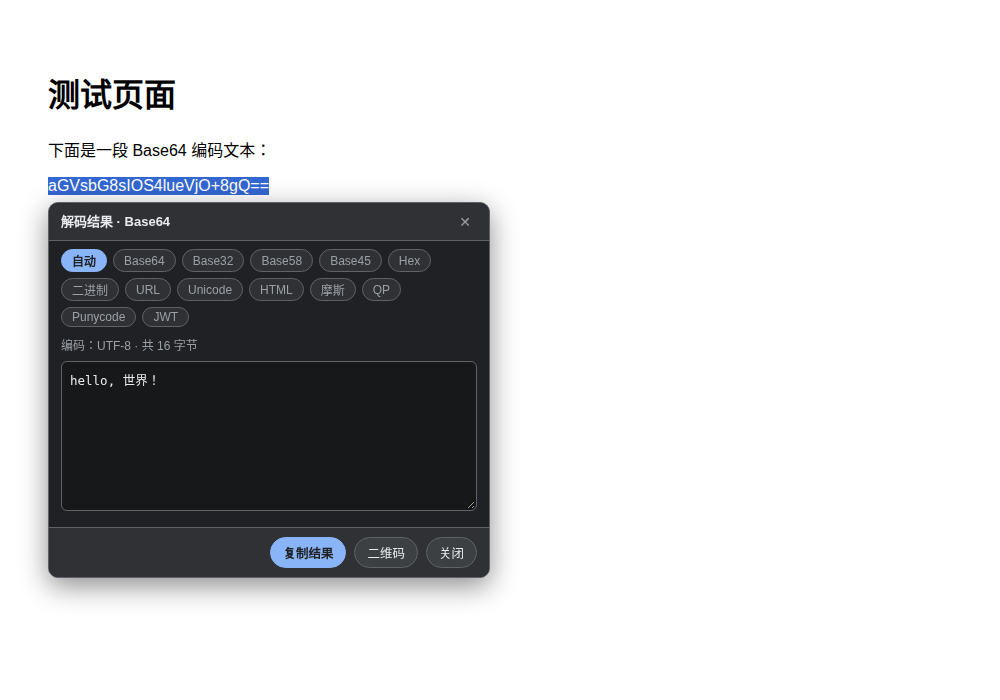 测试页面
下面是一段 Base64 编码文本：
aGVsbG8sIOS4lueVjO+8gQ==
解码结果 · Base64 ✕
自动 Base64 Base32 Base58 Base45 Hex
二进制 URL Unicode HTML 摩斯 QP
Punycode JWT
编码：UTF-8 · 共 16 字节
hello, 世界！
复制结果 二维码 关闭